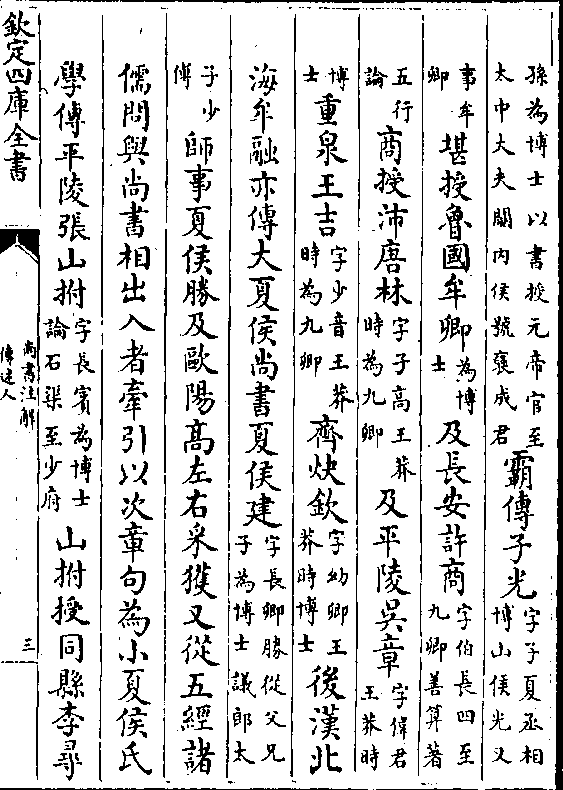 孫為博士以書授元帝官至
太中大夫關內侯號褒成君霸傳子光字子夏丞相
博山侯光又
事牟
卿堪授魯國牟卿為博
士及長安許商字伯長四至
九卿善算著
五行
論商授沛唐林字子高王莽
時為九卿及平陵吳章字偉君
王莽時
博
士重泉王吉字少音王莽
時為九卿齊炔欽字幼卿王
莽時博士後漢北
海牟融亦傳大夏侯尚書夏侯建字長卿勝從父兄
子為博士議郎太
子少
傅師事夏侯勝及歐陽高左右采獲又從五經諸
儒問與尚書相出入者牽引以次章句為小夏侯氏
學傳平陵張山拊字長賓為博士
論石渠至少府山拊授同縣李尋
欽定四庫全書
尚書注解
傳述人
三